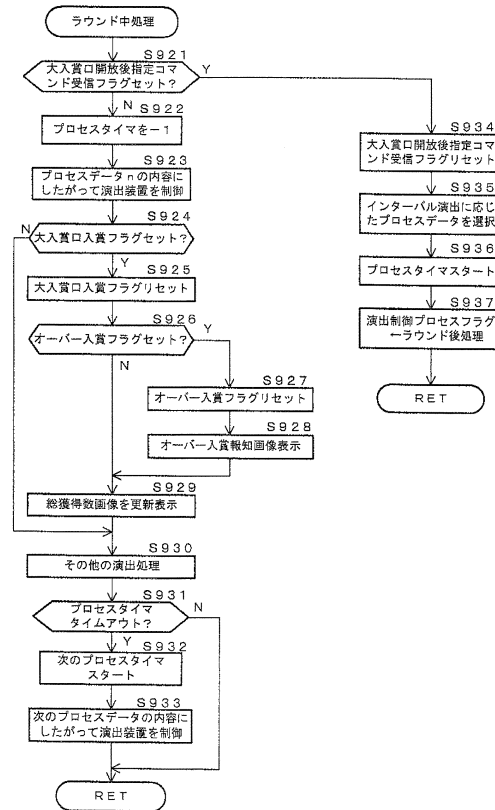 ラウンド中処理
S921
大入賞口開放後指定コマ
ンド受信フラグセット?
Y
N
S922
プロセスタイマを－1
S923
プロセスデータnの内容に
したがって演出装置を制御
S924
N
大入賞口入賞フラグセット?
Y
S925
大入賞口入賞フラグリセット
S926
オーバー入賞フラグセット?
Y
N
S927
オーバー入賞フラグリセット
S928
オーバー入賞報知画像表示
S929
総獲得数画像を更新表示
S930
その他の演出処理
S931
プロセスタイマ
タイムアウト?
N
Y
S932
次のプロセスタイマ
スタート
S933
次のプロセスデータの内容に
したがって演出装置を制御
RET
S934
大入賞口開放後指定コマ
ンド受信フラグリセット
S935
インターバル演出に応じ
たプロセスデータを選択
S936
プロセスタイマスタート
S937
演出制御プロセスフラグ
←ラウンド後処理
RET